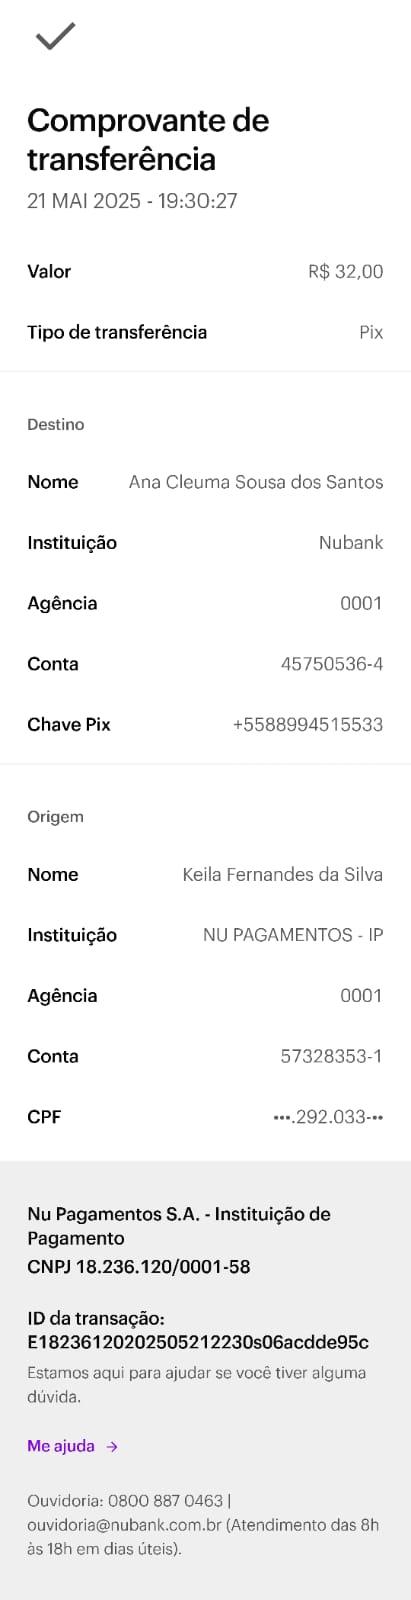 Comprovante de
transferência
21 MAI 2025 - 19:30:27
Valor R$ 32,00
Tipo de transferência Pix
Destino
Nome Ana Cleuma Sousa dos Santos
Instituição Nubank
Agência 0001
Conta 45750536-4
Chave Pix +5588994515533
Origem
Nome Keila Fernandes da Silva
Instituição NU PAGAMENTOS - IP
Agência 0001
Conta 57328353-1
CPF •••.292.033-••
Nu Pagamentos S.A. - Instituição de
Pagamento
CNPJ 18.236.120/0001-58
ID da transação:
E18236120202505212230s06acdde95c
Estamos aqui para ajudar se você tiver alguma
dúvida.
Me ajuda →
Ouvidoria: 0800 887 0463 |
ouvidoria@nubank.com.br (Atendimento das 8h
às 18h em dias úteis).